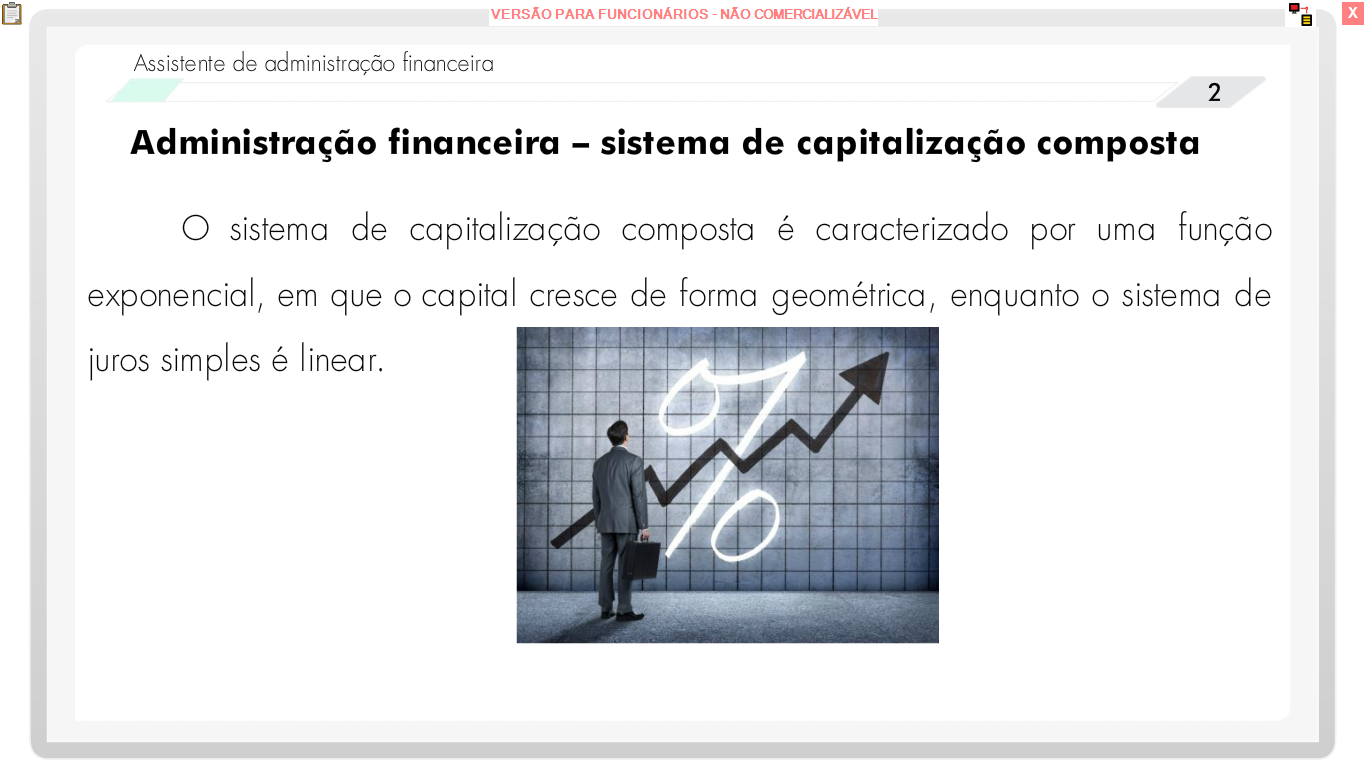 VERSÃO PARA FUNCIONÁRIOS - NÃO COMERCIALIZÁVEL
X
Assistente de administração financeira
2
Administração financeira – sistema de capitalização composta
O sistema de capitalização composta é caracterizado por uma função
exponencial, em que o capital cresce de forma geométrica, enquanto o sistema de
juros simples é linear.
%